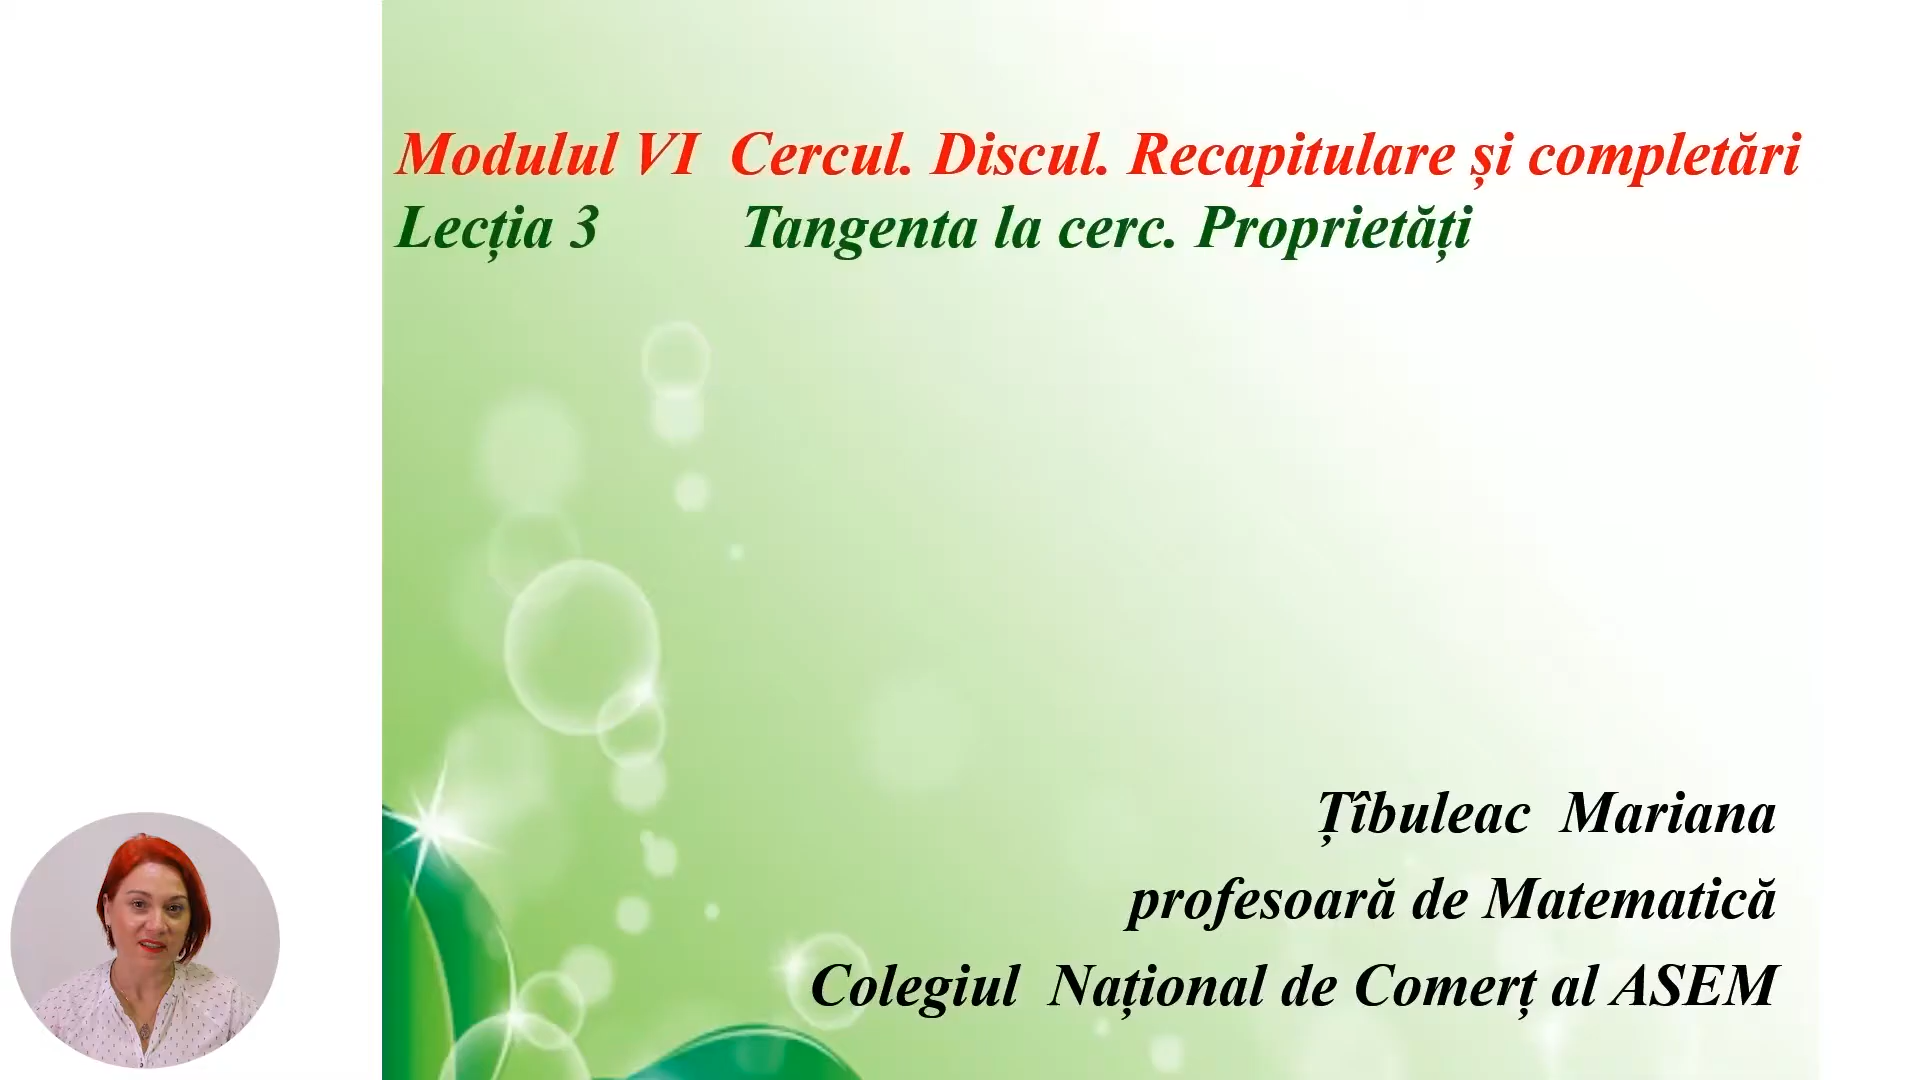 Modulul VI Cercul. Discul. Recapitulare și completări
Lecția 3 Tangenta la cerc. Proprietăți
Țîbuleac Mariana
profesoară de Matematică
Colegiul Național de Comerț al ASEM